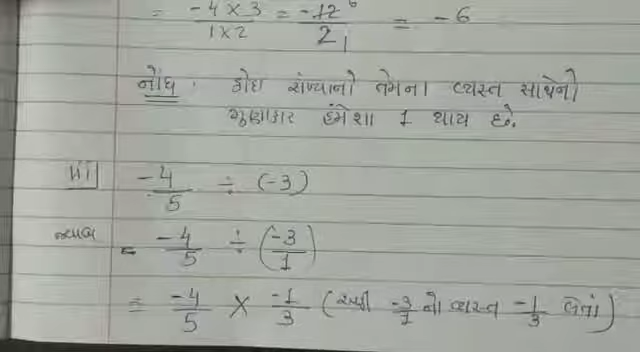 = -4 × 3 / 1 × 2 = -12 / 2 = -6
નોંધ : કોઇ સંખ્યાનો તેમના વ્યસ્ત સાથેનો
ગુણાકાર હંમેશા 1 થાય છે.
iii -4/5 ÷ (-3)
જવાબ = -4/5 ÷ (-3/1)
= -4/5 × -1/3 (અહીં -3/1 નો વ્યસ્ત -1/3 લેતાં)